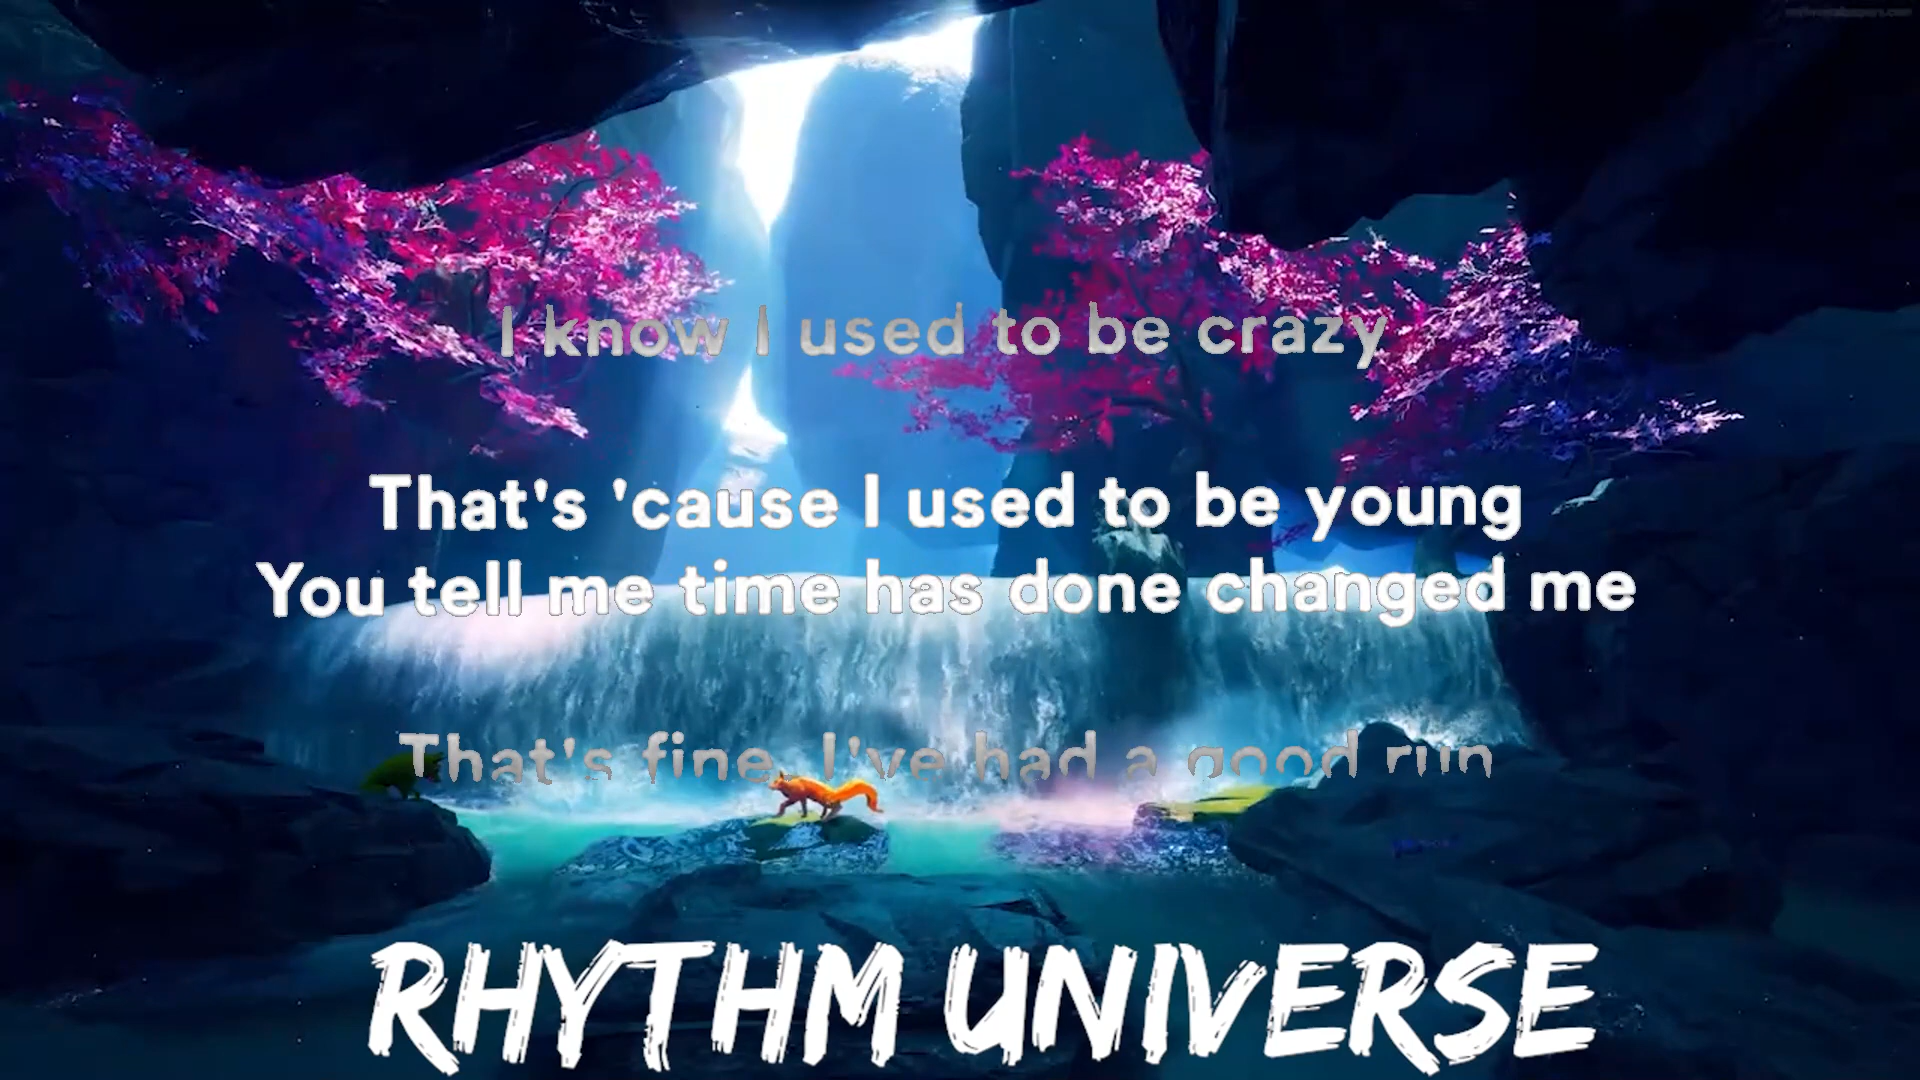 I know I used to be crazy
That's 'cause I used to be young
You tell me time has done changed me
That's fine, I've had a good run
RHYTHM UNIVERSE